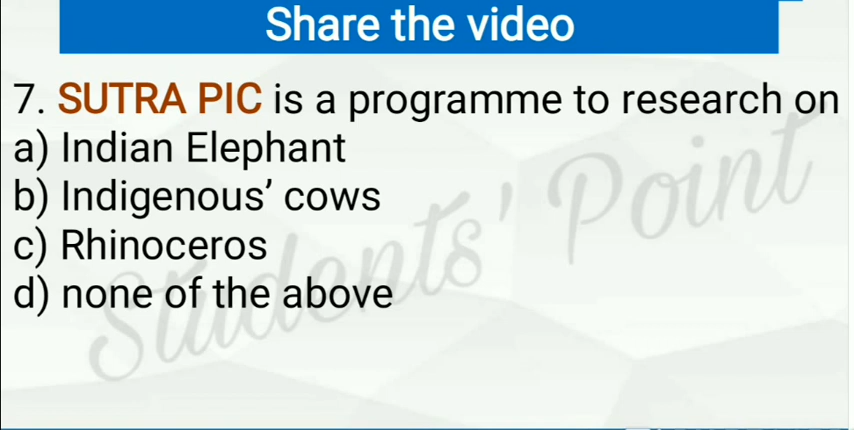 Share the video
7. SUTRA PIC is a programme to research on
a) Indian Elephant
b) Indigenous’ cows
c) Rhinoceros
d) none of the above
Students' Point